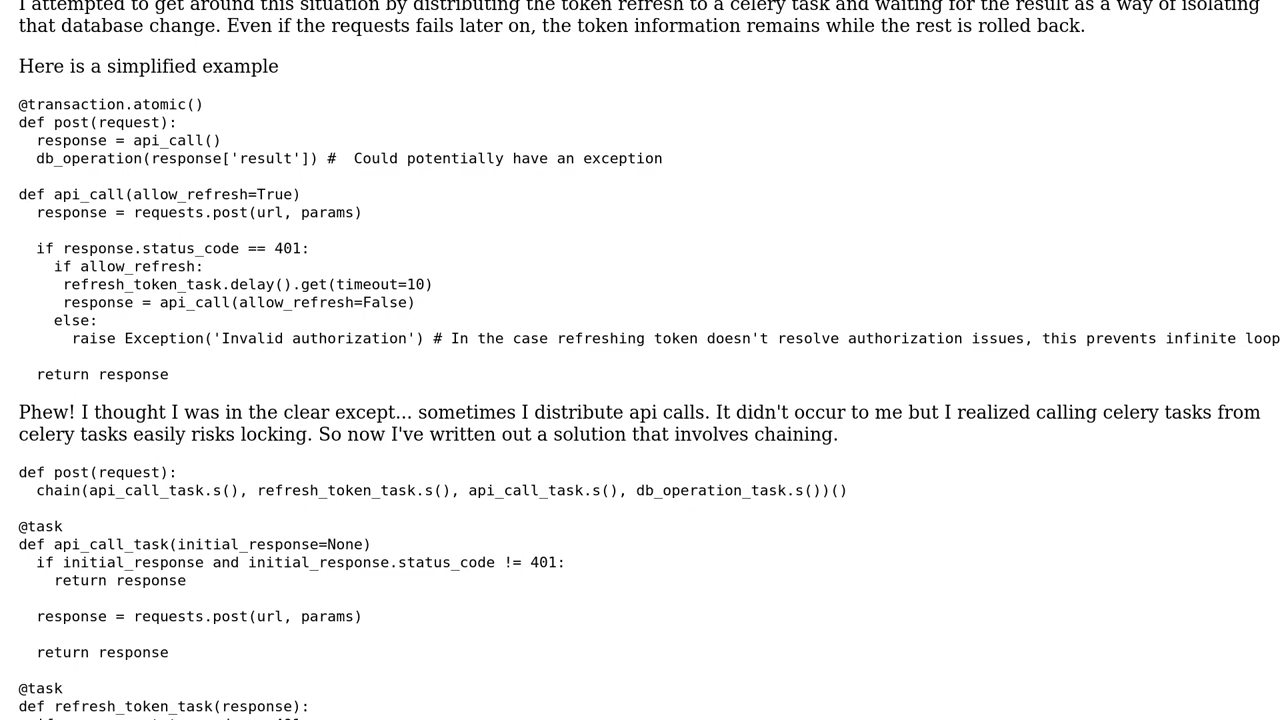 I attempted to get around this situation by distributing the token refresh to a celery task and waiting for the result as a way of isolating
that database change. Even if the requests fails later on, the token information remains while the rest is rolled back.
Here is a simplified example
@transaction.atomic()
def post(request):
  response = api_call()
  db_operation(response['result']) #  Could potentially have an exception
def api_call(allow_refresh=True)
  response = requests.post(url, params)
  if response.status_code == 401:
    if allow_refresh:
     refresh_token_task.delay().get(timeout=10)
     response = api_call(allow_refresh=False)
    else:
      raise Exception('Invalid authorization') # In the case refreshing token doesn't resolve authorization issues, this prevents infinite loop
  return response
Phew! I thought I was in the clear except... sometimes I distribute api calls. It didn't occur to me but I realized calling celery tasks from
celery tasks easily risks locking. So now I've written out a solution that involves chaining.
def post(request):
  chain(api_call_task.s(), refresh_token_task.s(), api_call_task.s(), db_operation_task.s())()
@task
def api_call_task(initial_response=None)
  if initial_response and initial_response.status_code != 401:
    return response
  response = requests.post(url, params)
  return response
@task
def refresh_token_task(response):